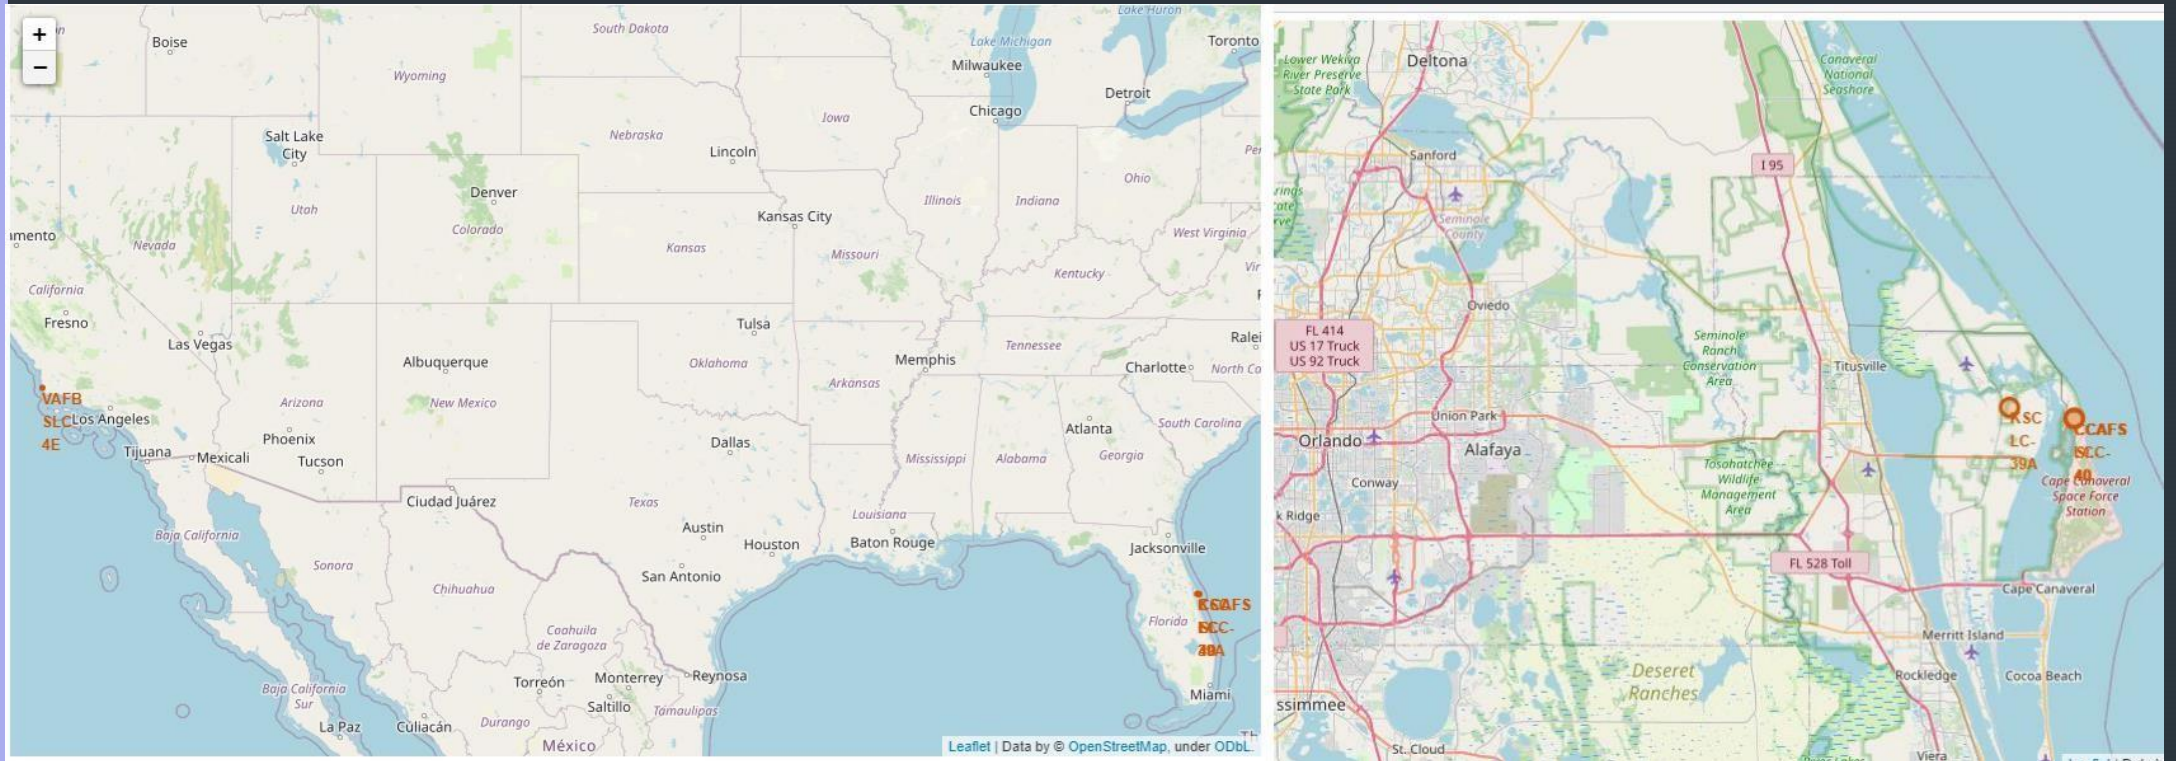 +
−
Boise
South Dakota
Lake Huron
Lake Michigan
Toronto
Milwaukee
Wyoming
Detroit
Chicago
Iowa
Salt Lake
City
Nebraska
Lincoln
Ohio
Denver
Illinois
Indiana
Utah
Kansas City
Colorado
West Virginia
amento
Nevada
Kansas
Missouri
Kentucky
California
Fresno
Tulsa
Las Vegas
Tennessee
Albuquerque
Oklahoma
Memphis
Charlotte
North Ca
Arkansas
VAFB
SLC-
4E
Los Angeles
Arizona
New Mexico
South Carolina
Atlanta
Phoenix
Dallas
Tijuana
Mexicali
Tucson
Mississippi
Alabama
Georgia
Ciudad Juárez
Texas
Louisiana
Baja California
Austin
Houston
Baton Rouge
Jacksonville
Sonora
San Antonio
Chihuahua
CCAFS
Florida
Coahuila
de Zaragoza
Torreón
Monterrey
Reynosa
Baja California
Sur
Saltillo
Tamaulipas
Miami
La Paz
Culiacán
Durango
México
Leaflet | Data by © OpenStreetMap, under ODbL.
Lower Wekiva
River Preserve
State Park
Deltona
Canaveral
National
Seashore
Sanford
I 95
Seminole
County
Oviedo
FL 414
US 17 Truck
US 92 Truck
Seminole
Ranch
Conservation
Area
Titusville
Union Park
KSC
LC-
39A
CCAFS
Orlando
Alafaya
Tosohatchee
Wildlife
Management
Area
Conway
Cape Canaveral
Space Force
Station
k Ridge
FL 528 Toll
Cape Canaveral
Merritt Island
Deseret
Ranches
Rockledge
Cocoa Beach
ssimmee
St. Cloud
Viera